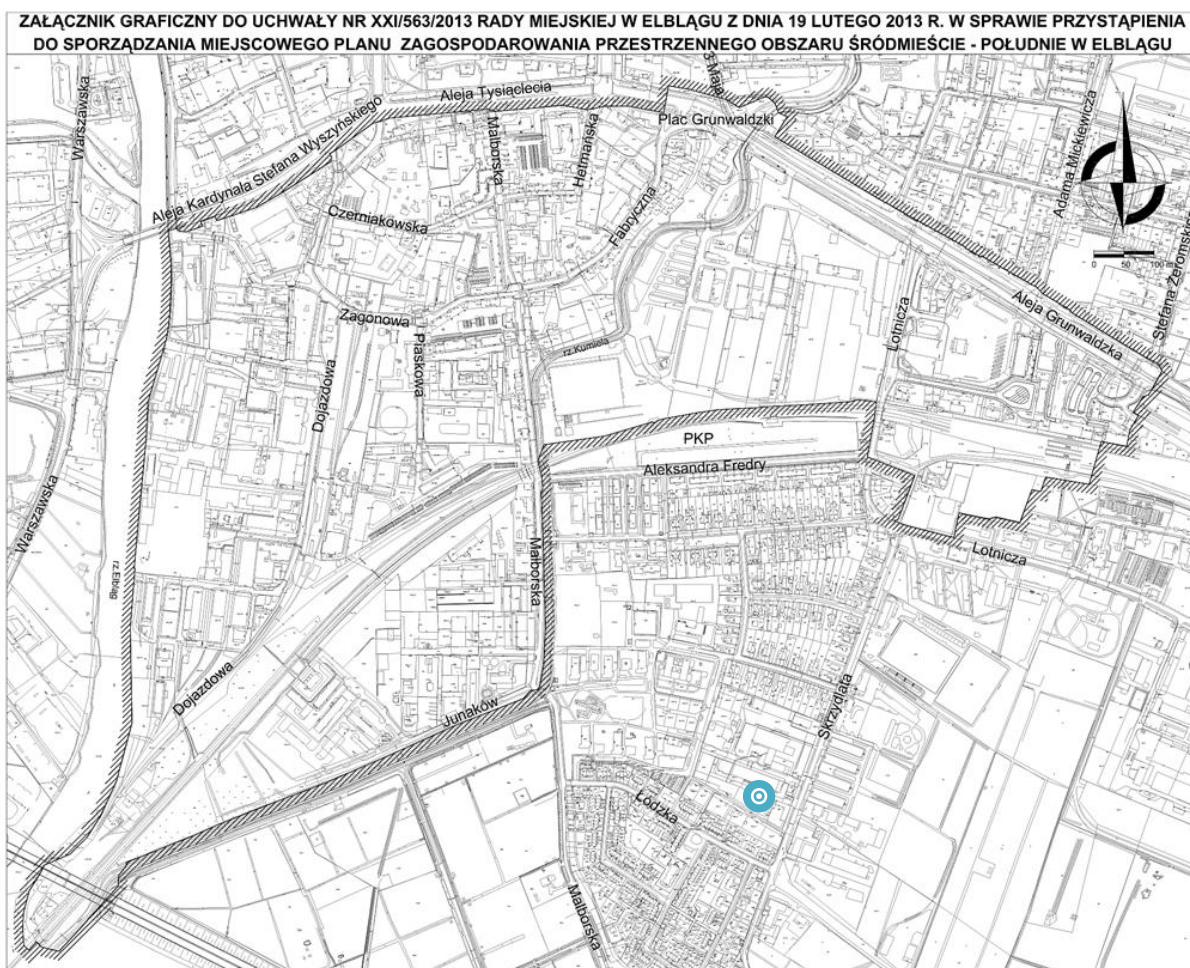 ZAŁĄCZNIK GRAFICZNY DO UCHWAŁY NR XXI/563/2013 RADY MIEJSKIEJ W ELBLĄGU Z DNIA 19 LUTEGO 2013 R. W SPRAWIE PRZYSTĄPIENIA
DO SPORZĄDZANIA MIEJSCOWEGO PLANU ZAGOSPODAROWANIA PRZESTRZENNEGO OBSZARU ŚRÓDMIEŚCIE - POŁUDNIE W ELBLĄGU
Warszawska
Aleja Kardynała Stefana Wyszyńskiego
Aleja Tysiąclecia
3 Maja
Plac Grunwaldzki
Malborska
Hetmańska
Adama Mickiewicza
Czerniakowska
Fabryczna
0 50 100 m
Stefana Żeromskiego
Aleja Grunwaldzka
Lotnicza
Zagonowa
Piaskowa
rz.Kumiela
Dojazdowa
PKP
Aleksandra Fredry
Warszawska
rz.Elbląg
Malborska
Lotnicza
Dojazdowa
Junaków
Skrzydlata
Łódzka
Malborska